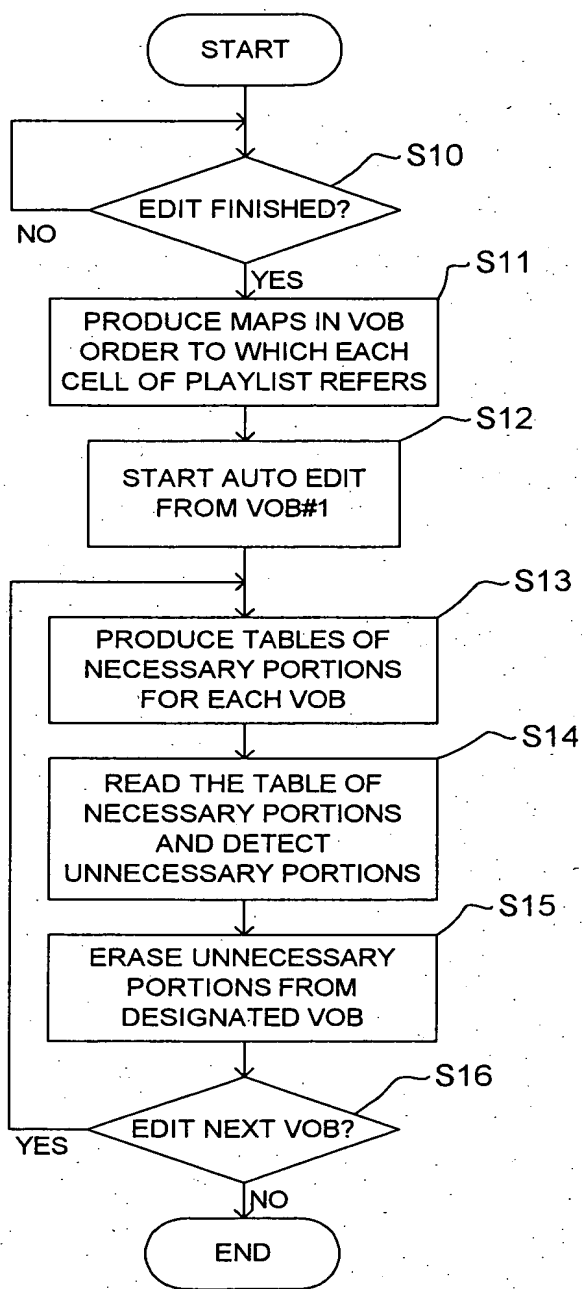 START
S10
EDIT FINISHED?
NO
YES
S11
PRODUCE MAPS IN VOB
ORDER TO WHICH EACH
CELL OF PLAYLIST REFERS
S12
START AUTO EDIT
FROM VOB#1
S13
PRODUCE TABLES OF
NECESSARY PORTIONS
FOR EACH VOB
S14
READ THE TABLE OF
NECESSARY PORTIONS
AND DETECT
UNNECESSARY PORTIONS
S15
ERASE UNNECESSARY
PORTIONS FROM
DESIGNATED VOB
S16
EDIT NEXT VOB?
YES
NO
END